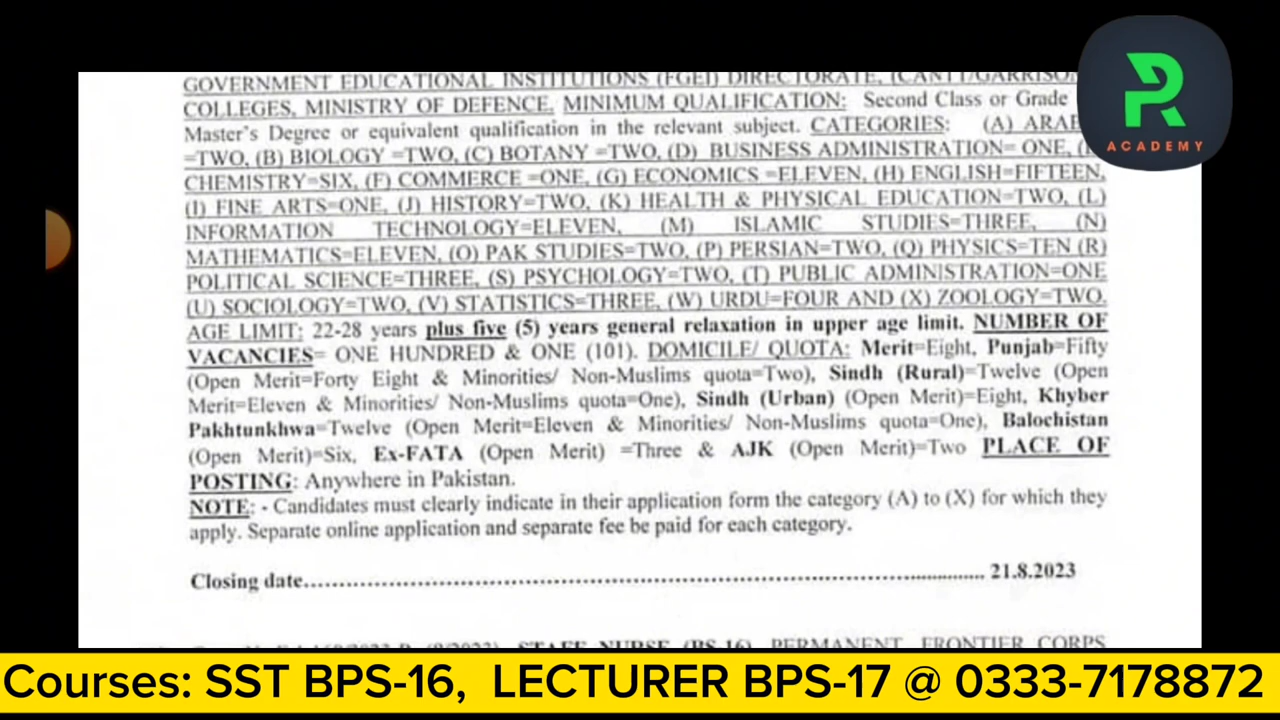 GOVERNMENT EDUCATIONAL INSTITUTIONS (FGEI) DIRECTORATE, (CANTT/GARRISON
COLLEGES, MINISTRY OF DEFENCE. MINIMUM QUALIFICATION: Second Class or Grade
Master's Degree or equivalent qualification in the relevant subject. CATEGORIES: (A) ARAB
=TWO, (B) BIOLOGY =TWO, (C) BOTANY =TWO, (D) BUSINESS ADMINISTRATION= ONE,
CHEMISTRY=SIX, (F) COMMERCE =ONE, (G) ECONOMICS =ELEVEN, (H) ENGLISH=FIFTEEN,
(I) FINE ARTS=ONE, (J) HISTORY=TWO, (K) HEALTH & PHYSICAL EDUCATION=TWO, (L)
INFORMATION TECHNOLOGY=ELEVEN, (M) ISLAMIC STUDIES=THREE, (N)
MATHEMATICS=ELEVEN, (O) PAK STUDIES=TWO, (P) PERSIAN=TWO, (Q) PHYSICS=TEN (R)
POLITICAL SCIENCE=THREE, (S) PSYCHOLOGY=TWO, (T) PUBLIC ADMINISTRATION=ONE
(U) SOCIOLOGY=TWO, (V) STATISTICS=THREE, (W) URDU=FOUR AND (X) ZOOLOGY=TWO.
AGE LIMIT: 22-28 years plus five (5) years general relaxation in upper age limit. NUMBER OF
VACANCIES= ONE HUNDRED & ONE (101). DOMICILE/ QUOTA: Merit=Eight, Punjab=Fifty
(Open Merit=Forty Eight & Minorities/ Non-Muslims quota=Two), Sindh (Rural)=Twelve (Open
Merit=Eleven & Minorities/ Non-Muslims quota=One), Sindh (Urban) (Open Merit)=Eight, Khyber
Pakhtunkhwa=Twelve (Open Merit=Eleven & Minorities/ Non-Muslims quota=One), Balochistan
(Open Merit)=Six, Ex-FATA (Open Merit) =Three & AJK (Open Merit)=Two PLACE OF
POSTING: Anywhere in Pakistan.
NOTE: - Candidates must clearly indicate in their application form the category (A) to (X) for which they
apply. Separate online application and separate fee be paid for each category.
Closing date.......................................................................................... 21.8.2023
STAFF NURSE (BS-16), PERMANENT, FRONTIER CORPS
ACADEMY
Courses: SST BPS-16, LECTURER BPS-17 @ 0333-7178872